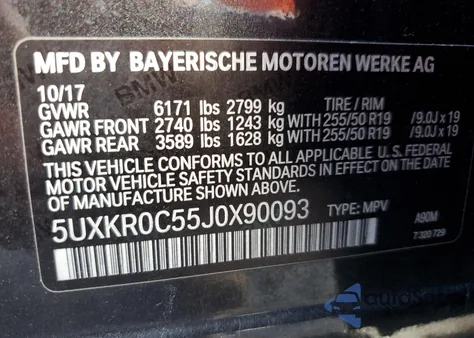 MFD BY BAYERISCHE MOTOREN WERKE AG
10/17
GVWR 6171 lbs 2799 kg TIRE / RIM
GAWR FRONT 2740 lbs 1243 kg WITH 255/50 R19 /9.0J x 19
GAWR REAR 3589 lbs 1628 kg WITH 255/50 R19 /9.0J x 19
THIS VEHICLE CONFORMS TO ALL APPLICABLE U.S. FEDERAL
MOTOR VEHICLE SAFETY STANDARDS IN EFFECT ON THE DATE
OF MANUFACTURE SHOWN ABOVE.
5UXKR0C55J0X90093 TYPE: MPV A90M
7 320 729